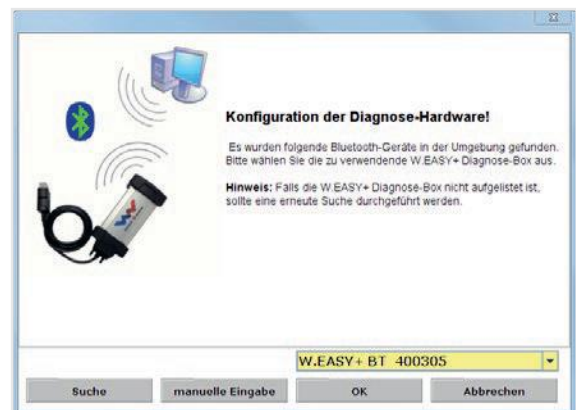 Konfiguration der Diagnose-Hardware!
Es wurden folgende Bluetooth-Geräte in der Umgebung gefunden.
Bitte wählen Sie die zu verwendende W.EASY+ Diagnose-Box aus.
Hinweis: Falls die W.EASY+ Diagnose-Box nicht aufgelistet ist,
sollte eine erneute Suche durchgeführt werden.
W.EASY+ BT 400305
Suche
manuelle Eingabe
OK
Abbrechen